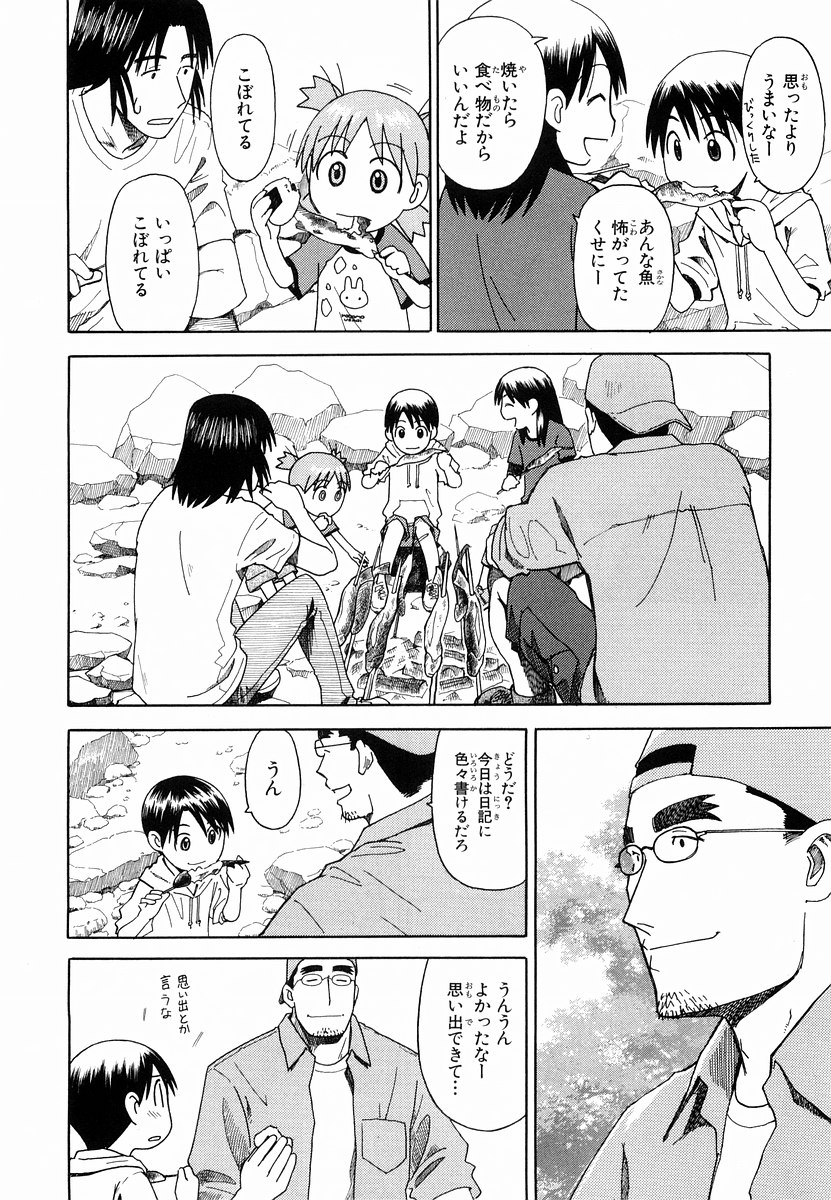 思ったより
うまいなー
びっくりした
焼いたら
食べ物だから
いいんだよ
あんな魚
怖がってた
くせにー
こぼれてる
いっぱい
こぼれてる
どうだ?
今日は日記に
色々書けるだろ
うん
うんうん
よかったなー
思い出できて…
思い出とか
言うな